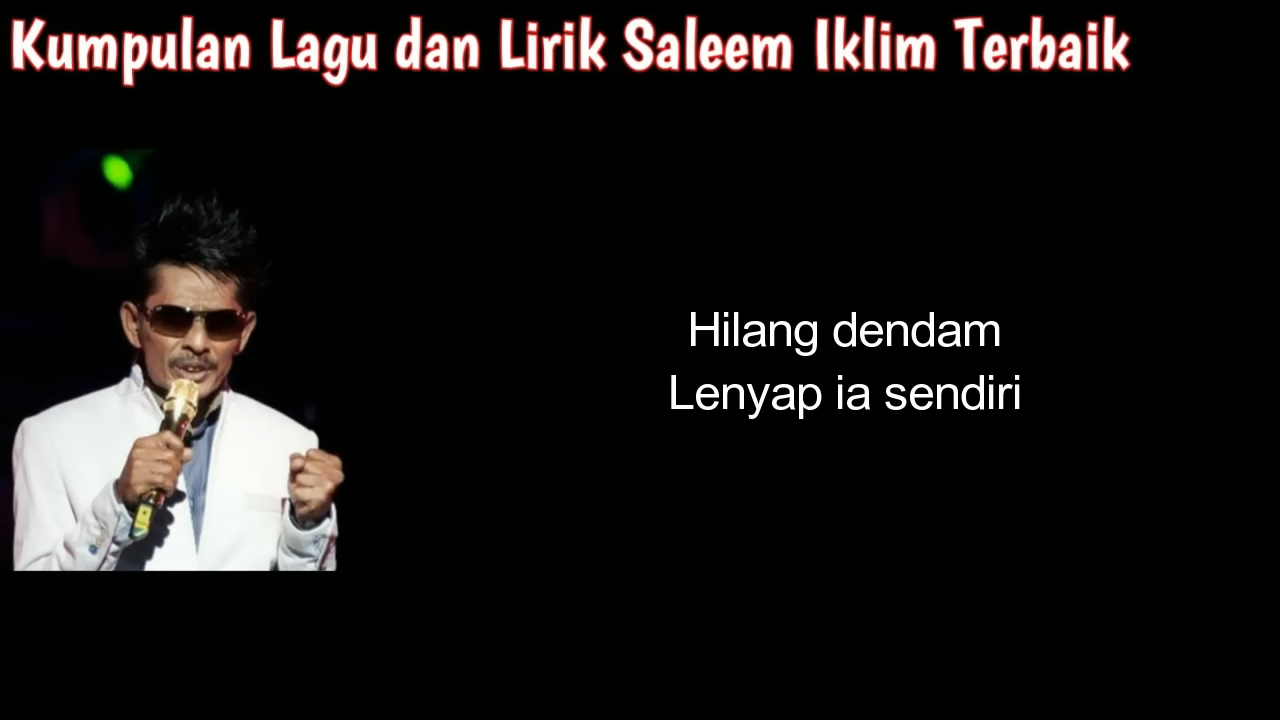 Kumpulan Lagu dan Lirik Saleem Iklim Terbaik
Hilang dendam
Lenyap ia sendiri